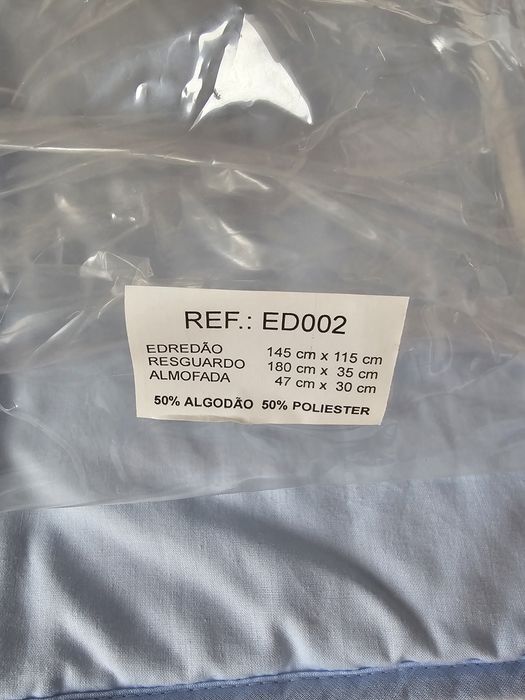 REF.: ED002
EDREDÃO 145 cm x 115 cm
RESGUARDO 180 cm x 35 cm
ALMOFADA 47 cm x 30 cm
50% ALGODÃO 50% POLIESTER